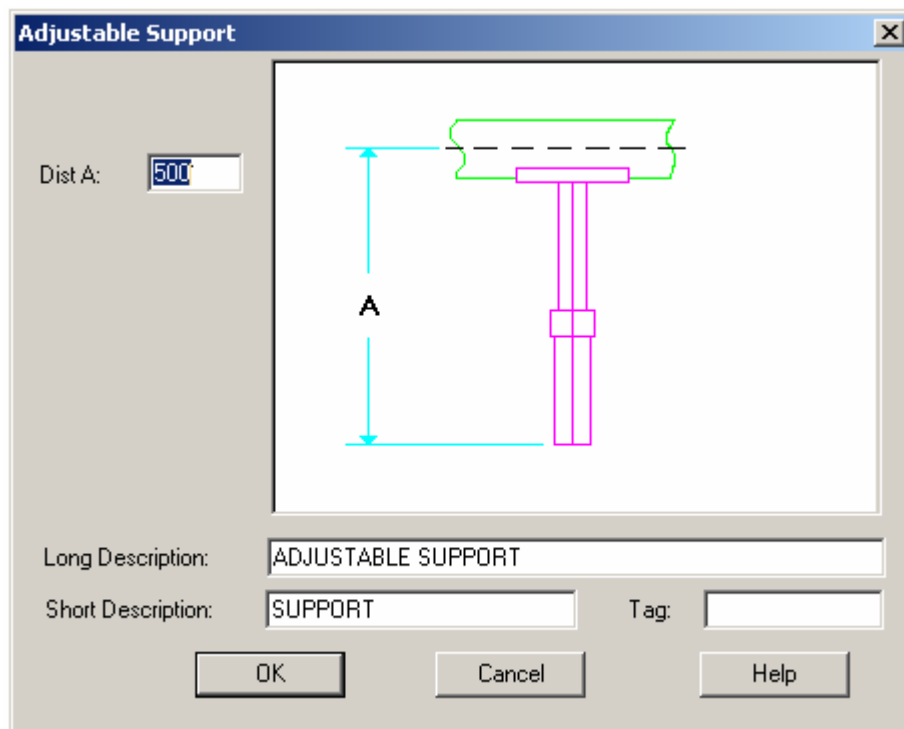 Adjustable Support
Dist A: 500
A
Long Description: ADJUSTABLE SUPPORT
Short Description: SUPPORT Tag:
OK Cancel Help